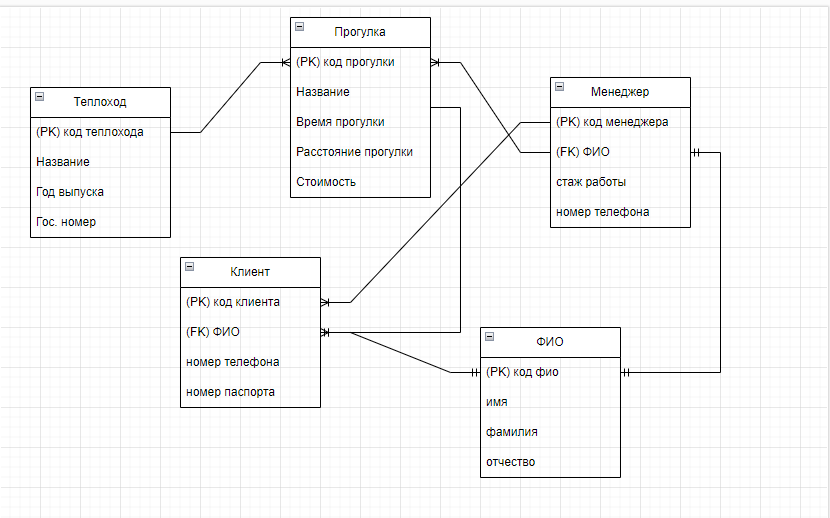 Прогулка
(PK) код прогулки
Название
Время прогулки
Расстояние прогулки
Стоимость
Теплоход
(PK) код теплохода
Название
Год выпуска
Гос. номер
Менеджер
(PK) код менеджера
(FK) ФИО
стаж работы
номер телефона
Клиент
(PK) код клиента
(FK) ФИО
номер телефона
номер паспорта
ФИО
(PK) код фио
имя
фамилия
отчество